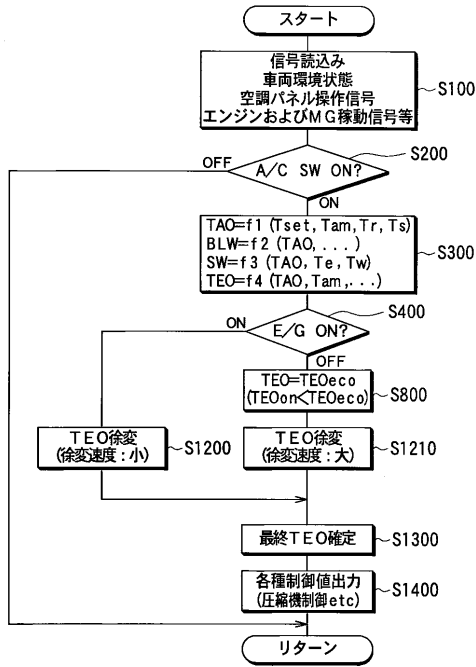 スタート
信号読込み
車両環境状態
空調パネル操作信号
エンジンおよびMG稼動信号等
S100
S200
OFF
A/C SW ON?
ON
TAO=f1 (Tset, Tam, Tr, Ts)
BLW=f2 (TAO, ...)
SW=f3 (TAO, Te, Tw)
TEO=f4 (TAO, Tam, ...)
S300
S400
ON
E/G ON?
OFF
TEO=TEOeco
(TEOon<TEOeco)
S800
TEO徐変
(徐変速度:小)
S1200
TEO徐変
(徐変速度:大)
S1210
最終TEO確定
S1300
各種制御値出力
(圧縮機制御etc)
S1400
リターン